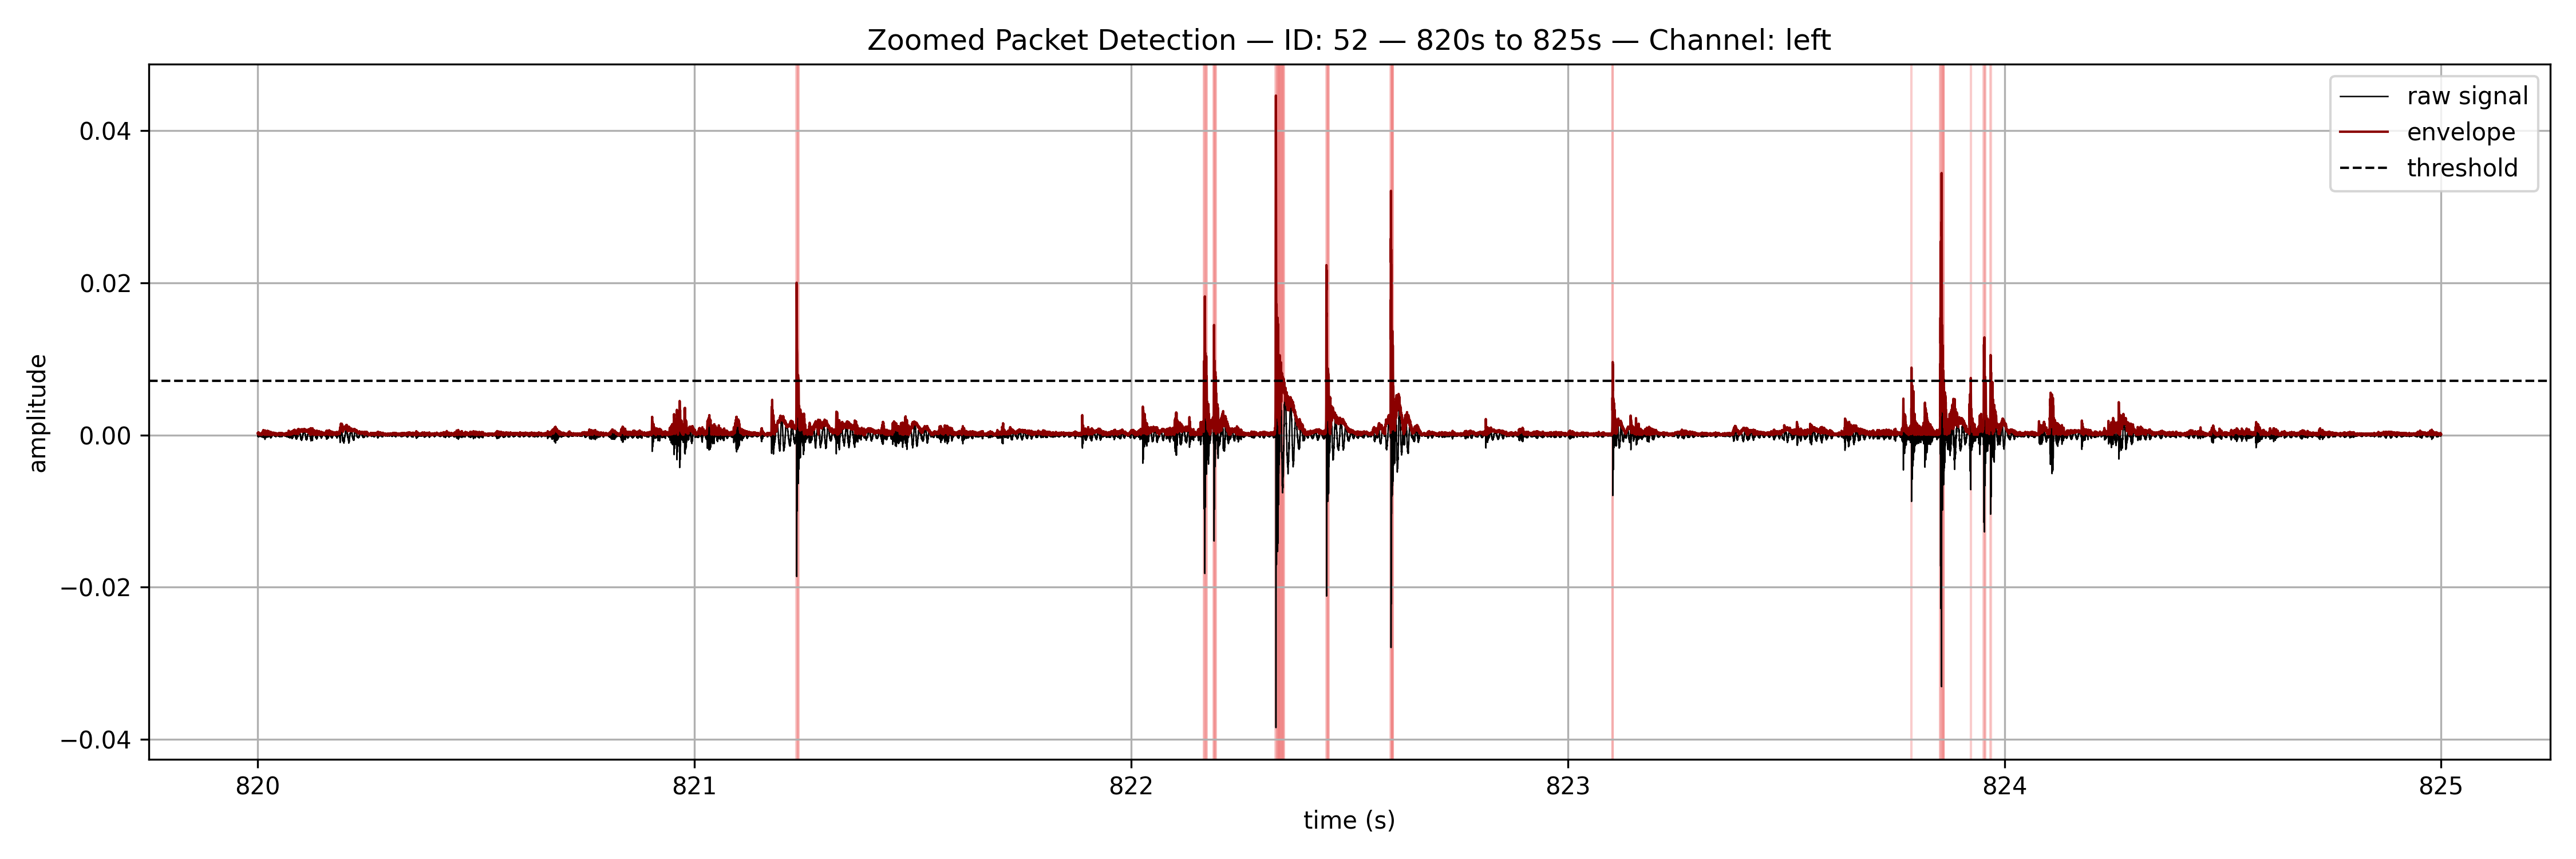 Zoomed Packet Detection — ID: 52 — 820s to 825s — Channel: left
raw signal
envelope
threshold
amplitude
0.04
0.02
0.00
−0.02
−0.04
820
821
822
823
824
825
time (s)